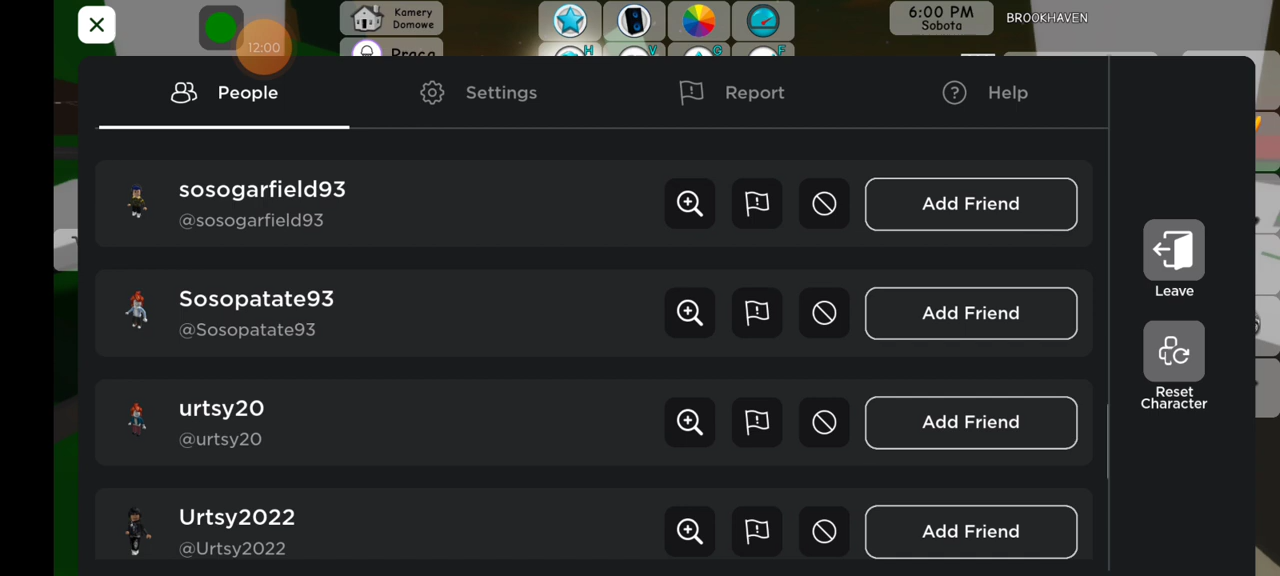 12:00
Kamery
Domowe
Praca
H V G F
6:00 PM
Sobota
BROOKHAVEN
People
Settings
Report
Help
sosogarfield93
@sosogarfield93
Add Friend
Sosopatate93
@Sosopatate93
Add Friend
urtsy20
@urtsy20
Add Friend
Urtsy2022
@Urtsy2022
Add Friend
Leave
Reset
Character